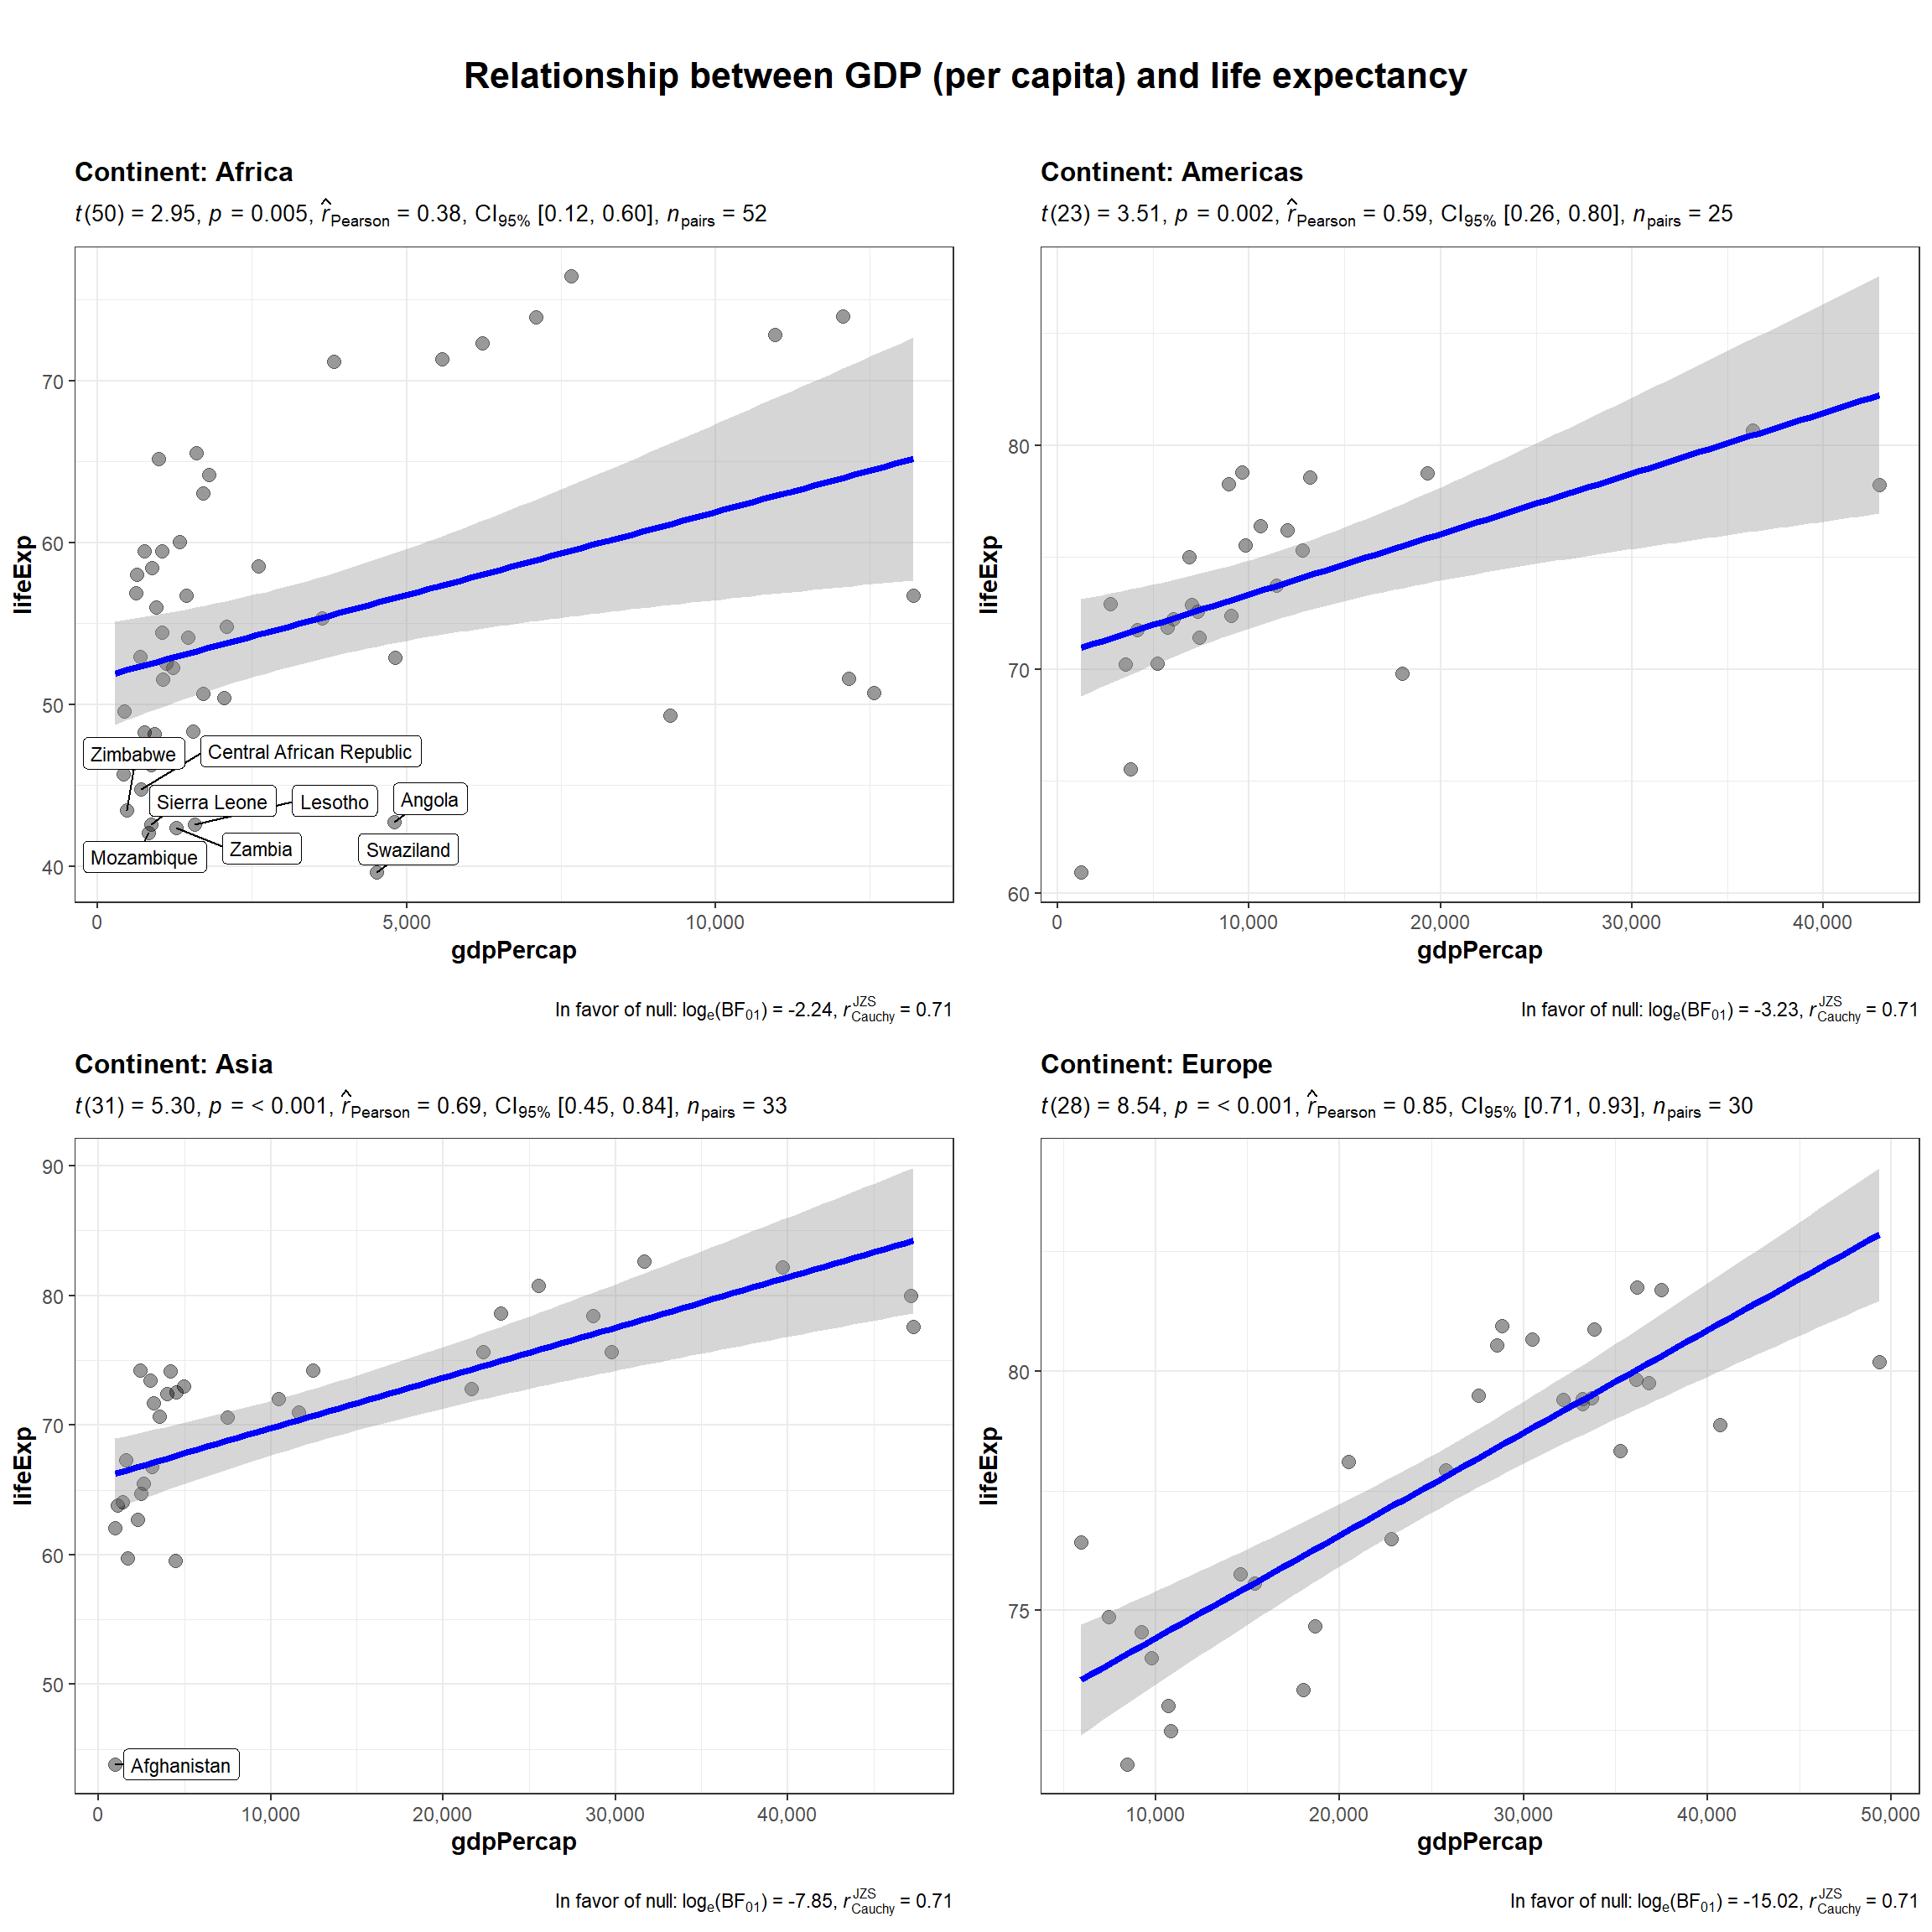 Relationship between GDP (per capita) and life expectancy
Continent: Africa
t(50) = 2.95, p = 0.005, r̂Pearson = 0.38, CI95% [0.12, 0.60], npairs = 52
lifeExp
70
60
50
40
Zimbabwe
Central African Republic
Sierra Leone
Lesotho
Angola
Mozambique
Zambia
Swaziland
0
5,000
10,000
gdpPercap
In favor of null: loge(BF01) = -2.24, rJZSCauchy = 0.71
Continent: Americas
t(23) = 3.51, p = 0.002, r̂Pearson = 0.59, CI95% [0.26, 0.80], npairs = 25
lifeExp
80
70
60
0
10,000
20,000
30,000
40,000
gdpPercap
In favor of null: loge(BF01) = -3.23, rJZSCauchy = 0.71
Continent: Asia
t(31) = 5.30, p = < 0.001, r̂Pearson = 0.69, CI95% [0.45, 0.84], npairs = 33
lifeExp
90
80
70
60
50
Afghanistan
0
10,000
20,000
30,000
40,000
gdpPercap
In favor of null: loge(BF01) = -7.85, rJZSCauchy = 0.71
Continent: Europe
t(28) = 8.54, p = < 0.001, r̂Pearson = 0.85, CI95% [0.71, 0.93], npairs = 30
lifeExp
80
75
10,000
20,000
30,000
40,000
50,000
gdpPercap
In favor of null: loge(BF01) = -15.02, rJZSCauchy = 0.71